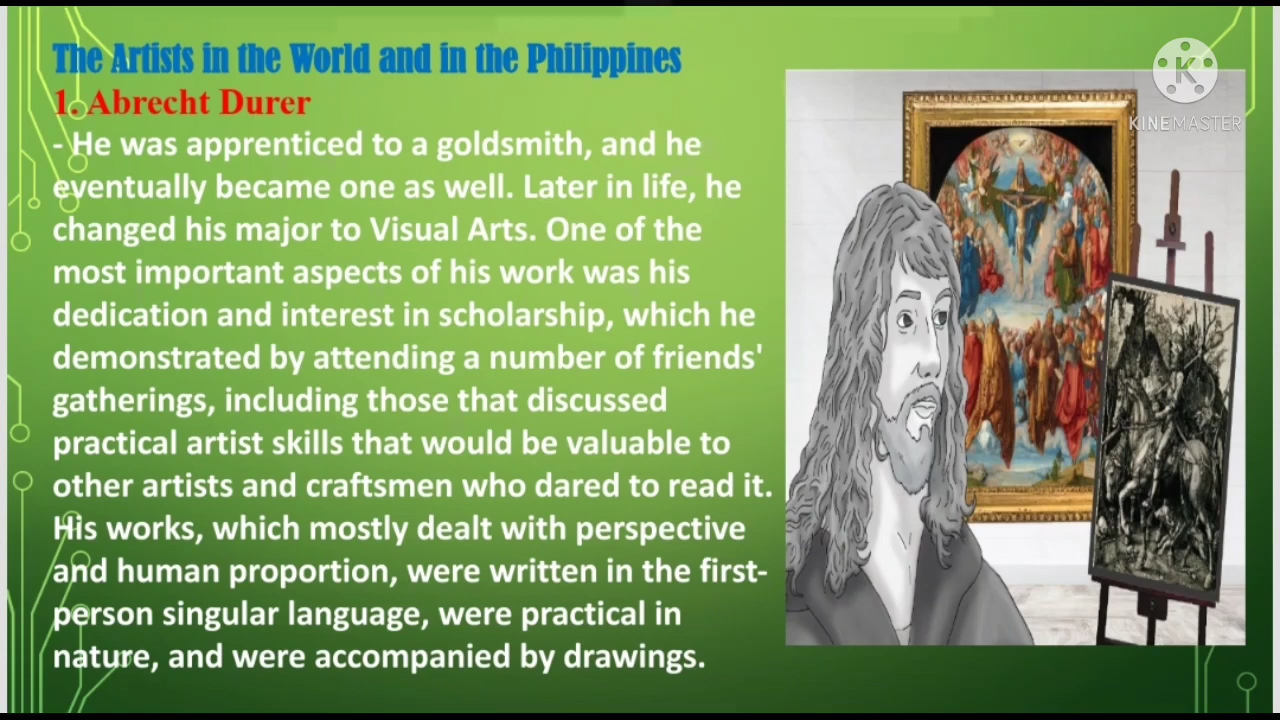 The Artists in the World and in the Philippines
1. Abrecht Durer
- He was apprenticed to a goldsmith, and he
eventually became one as well. Later in life, he
changed his major to Visual Arts. One of the
most important aspects of his work was his
dedication and interest in scholarship, which he
demonstrated by attending a number of friends'
gatherings, including those that discussed
practical artist skills that would be valuable to
other artists and craftsmen who dared to read it.
His works, which mostly dealt with perspective
and human proportion, were written in the first-
person singular language, were practical in
nature, and were accompanied by drawings.
K
KINEMASTER